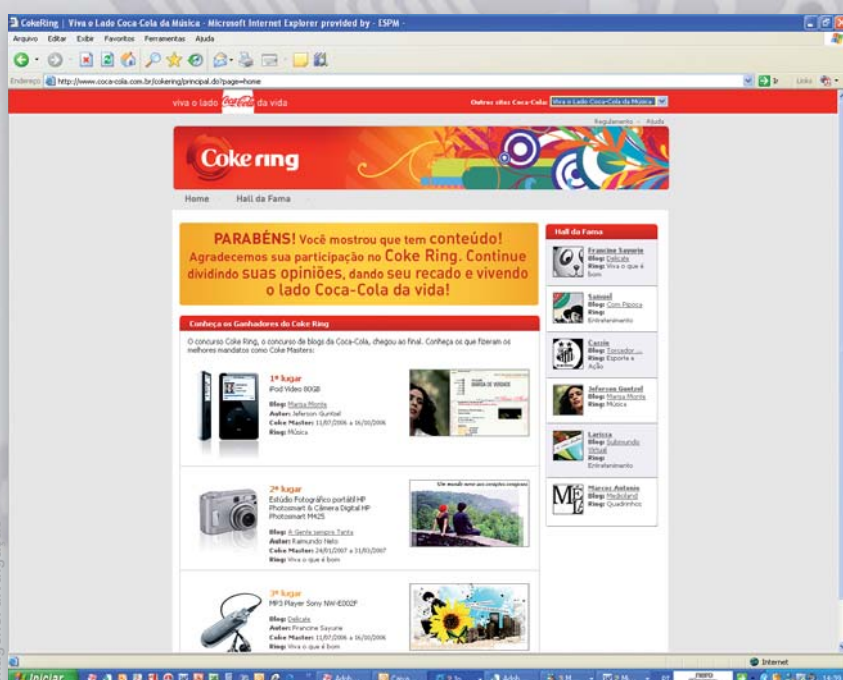 CokeRing | Viva o Lado Coca-Cola da Música - Microsoft Internet Explorer provided by - ESPM -
Arquivo Editar Exibir Favoritos Ferramentas Ajuda
Endereço http://www.coca-cola.com.br/cokering/principal.do?page=home
Ir Links
viva o lado Coca-Cola da vida
Outros sites Coca-Cola: Viva o Lado Coca-Cola da Música
Regulamento - Ajuda
Coke ring
Home Hall da Fama
PARABÉNS! Você mostrou que tem conteúdo!
Agradecemos sua participação no Coke Ring. Continue
dividindo suas opiniões, dando seu recado e vivendo
o lado Coca-Cola da vida!
Conheça os Ganhadores do Coke Ring
O concurso Coke Ring, o concurso de blogs da Coca-Cola, chegou ao final. Conheça os que fizeram os
melhores mandatos como Coke Masters:
1º lugar
iPod Video 80GB
Blog: Marisa Monte
Autor: Jeferson Guntzel
Coke Master: 11/07/2006 a 16/10/2006
Ring: Música
2º lugar
Estúdio Fotográfico portátil HP
Photosmart & Câmera Digital HP
Photosmart M425
Blog: A Gente sempre Tenta
Autor: Raimundo Neto
Coke Master: 24/01/2007 a 31/03/2007
Ring: Viva o que é bom
3º lugar
MP3 Player Sony NW-E002F
Blog: Delicate
Autor: Francine Sayurie
Coke Master: 11/07/2006 a 16/10/2006
Ring: Viva o que é bom
Hall da Fama
Francine Sayurie
Blog: Delicate
Ring: Viva o que é
bom
Samuel
Blog: Com Pipoca
Ring:
Entretenimento
Cassio
Blog: Torcedor ...
Ring: Esporte e
Ação
Jeferson Guntzel
Blog: Marisa Monte
Ring: Música
Larissa
Blog: Submundo
Virtual
Ring:
Entretenimento
Marcos Antonio
Blog: Medioland
Ring: Quadrinhos
Internet
Iniciar
PT